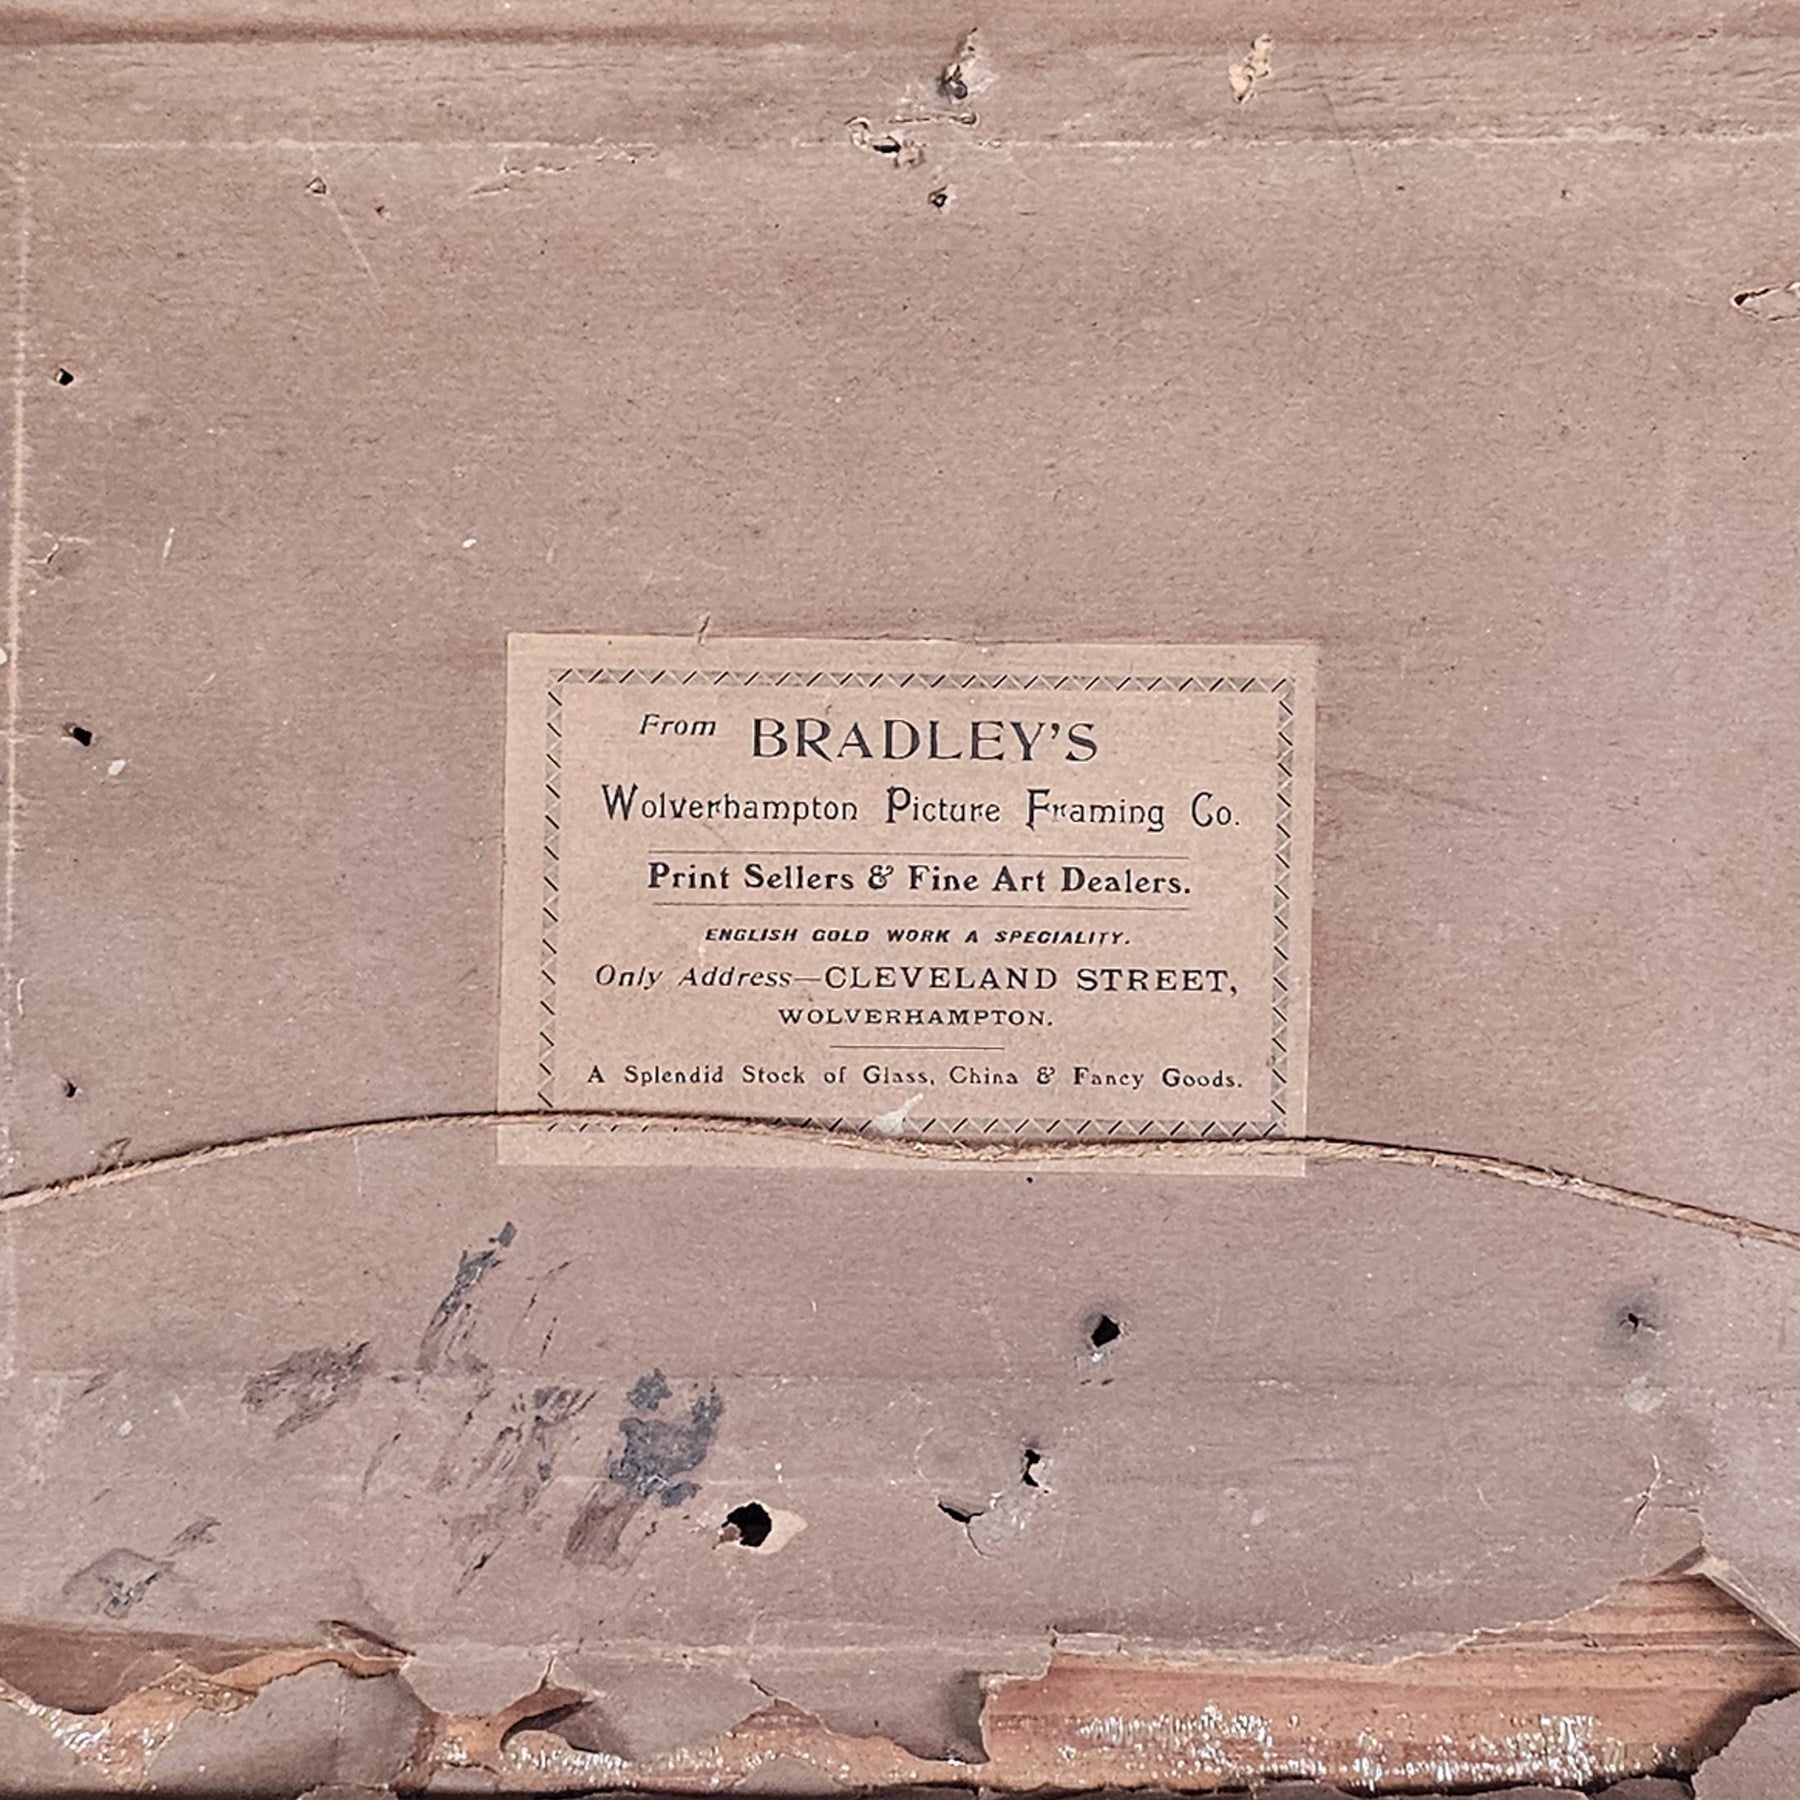 From BRADLEY'S
Wolverhampton Picture Framing Co.
Print Sellers & Fine Art Dealers.
ENGLISH GOLD WORK A SPECIALITY.
Only Address—CLEVELAND STREET,
WOLVERHAMPTON.
A Splendid Stock of Glass, China & Fancy Goods.